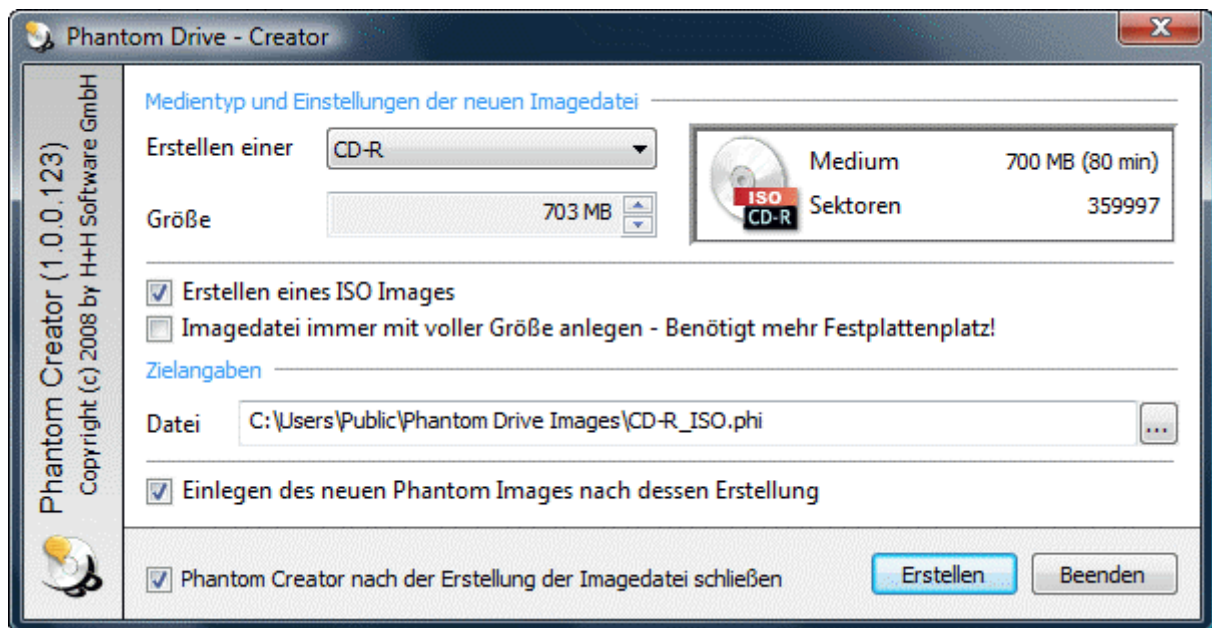 Phantom Drive - Creator
Phantom Creator (1.0.0.123)
Copyright (c) 2008 by H+H Software GmbH
Medientyp und Einstellungen der neuen Imagedatei
Erstellen einer CD-R
Größe 703 MB
ISO
CD-R
Medium 700 MB (80 min)
Sektoren 359997
Erstellen eines ISO Images
Imagedatei immer mit voller Größe anlegen - Benötigt mehr Festplattenplatz!
Zielangaben
Datei C:\Users\Public\Phantom Drive Images\CD-R_ISO.phi ...
Einlegen des neuen Phantom Images nach dessen Erstellung
Phantom Creator nach der Erstellung der Imagedatei schließen Erstellen Beenden